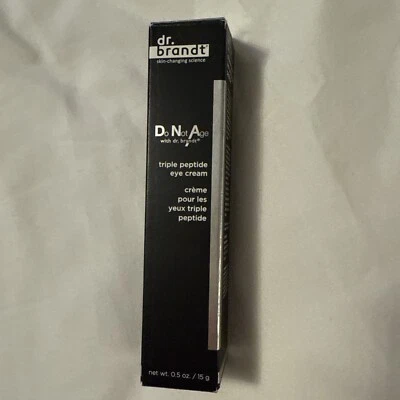 dr.
brandt®
skin-changing science
Do Not Age
with dr. brandt®
triple peptide
eye cream
crème
pour les
yeux triple
peptide
net wt. 0.5 oz. / 15 g